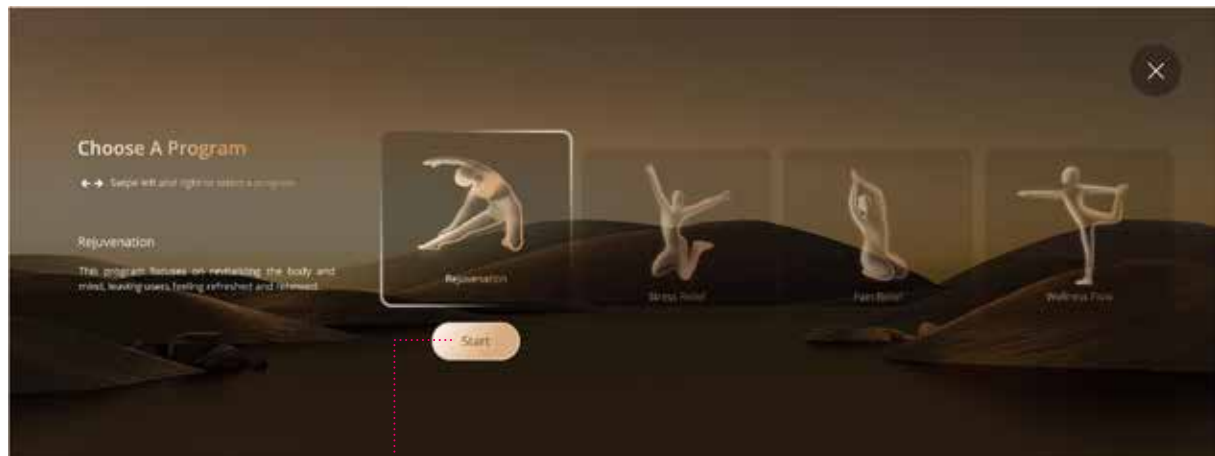 Choose A Program
Swipe left and right to select a program
Rejuvenation
This program focuses on revitalizing the body and
mind, leaving users feeling refreshed and renewed.
Rejuvenation
Stress Relief
Pain Relief
Wellness Flow
Start